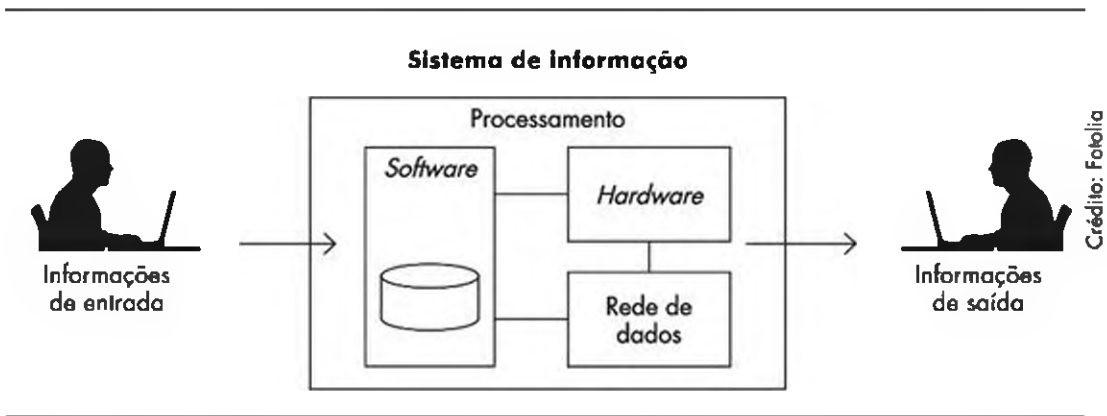 Sistema de informação
Processamento
Software
Hardware
Rede de
dados
Informações
de entrada
Informações
de saída
Crédito: Fotolia